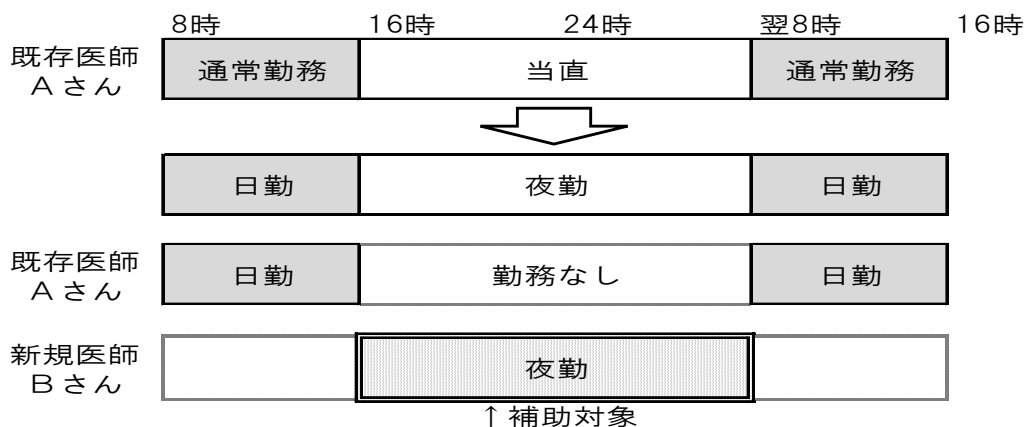 8時 16時 24時 翌8時 16時
既存医師
Aさん
通常勤務 当直 通常勤務
日勤 夜勤 日勤
既存医師
Aさん
日勤 勤務なし 日勤
新規医師
Bさん
夜勤
↑補助対象